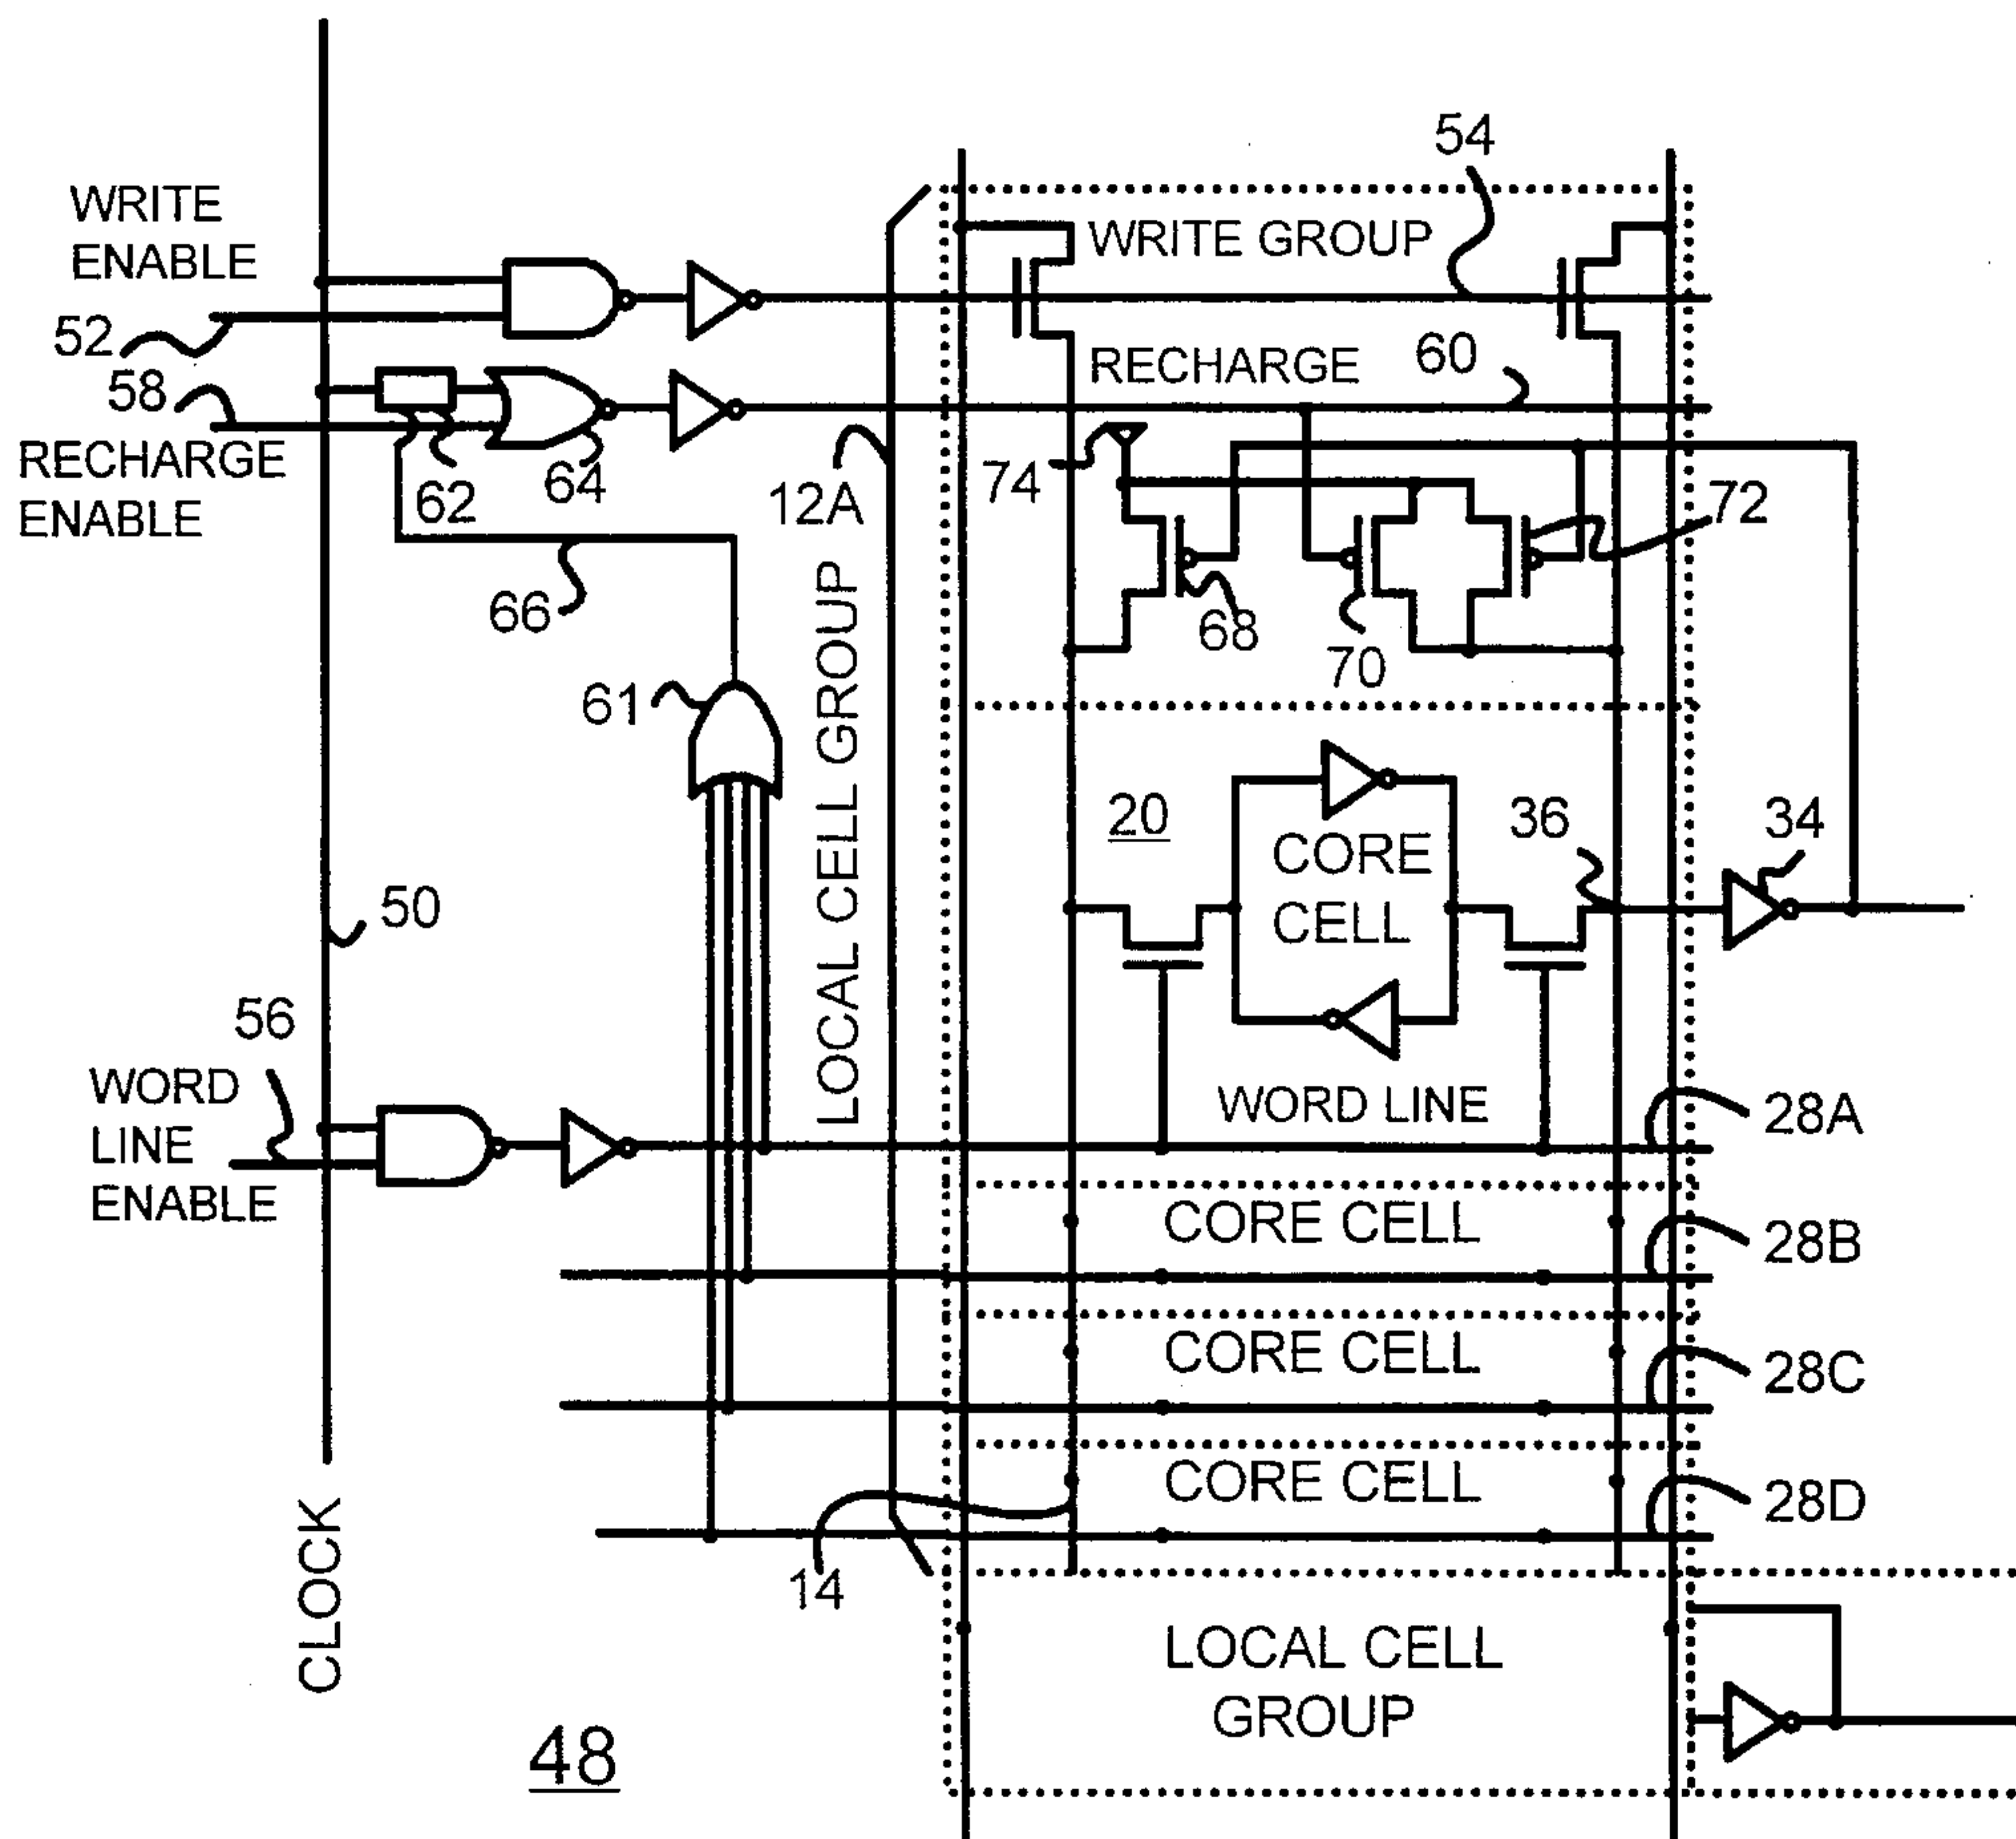 54
WRITE
ENABLE
WRITE GROUP
52
RECHARGE
60
58
RECHARGE
ENABLE
62
64
12A
74
72
66
68
70
61
LOCAL CELL GROUP
20
36
34
CORE
CELL
50
56
WORD
LINE
ENABLE
WORD LINE
28A
CORE CELL
28B
CORE CELL
28C
CORE CELL
28D
14
CLOCK
LOCAL CELL
GROUP
48